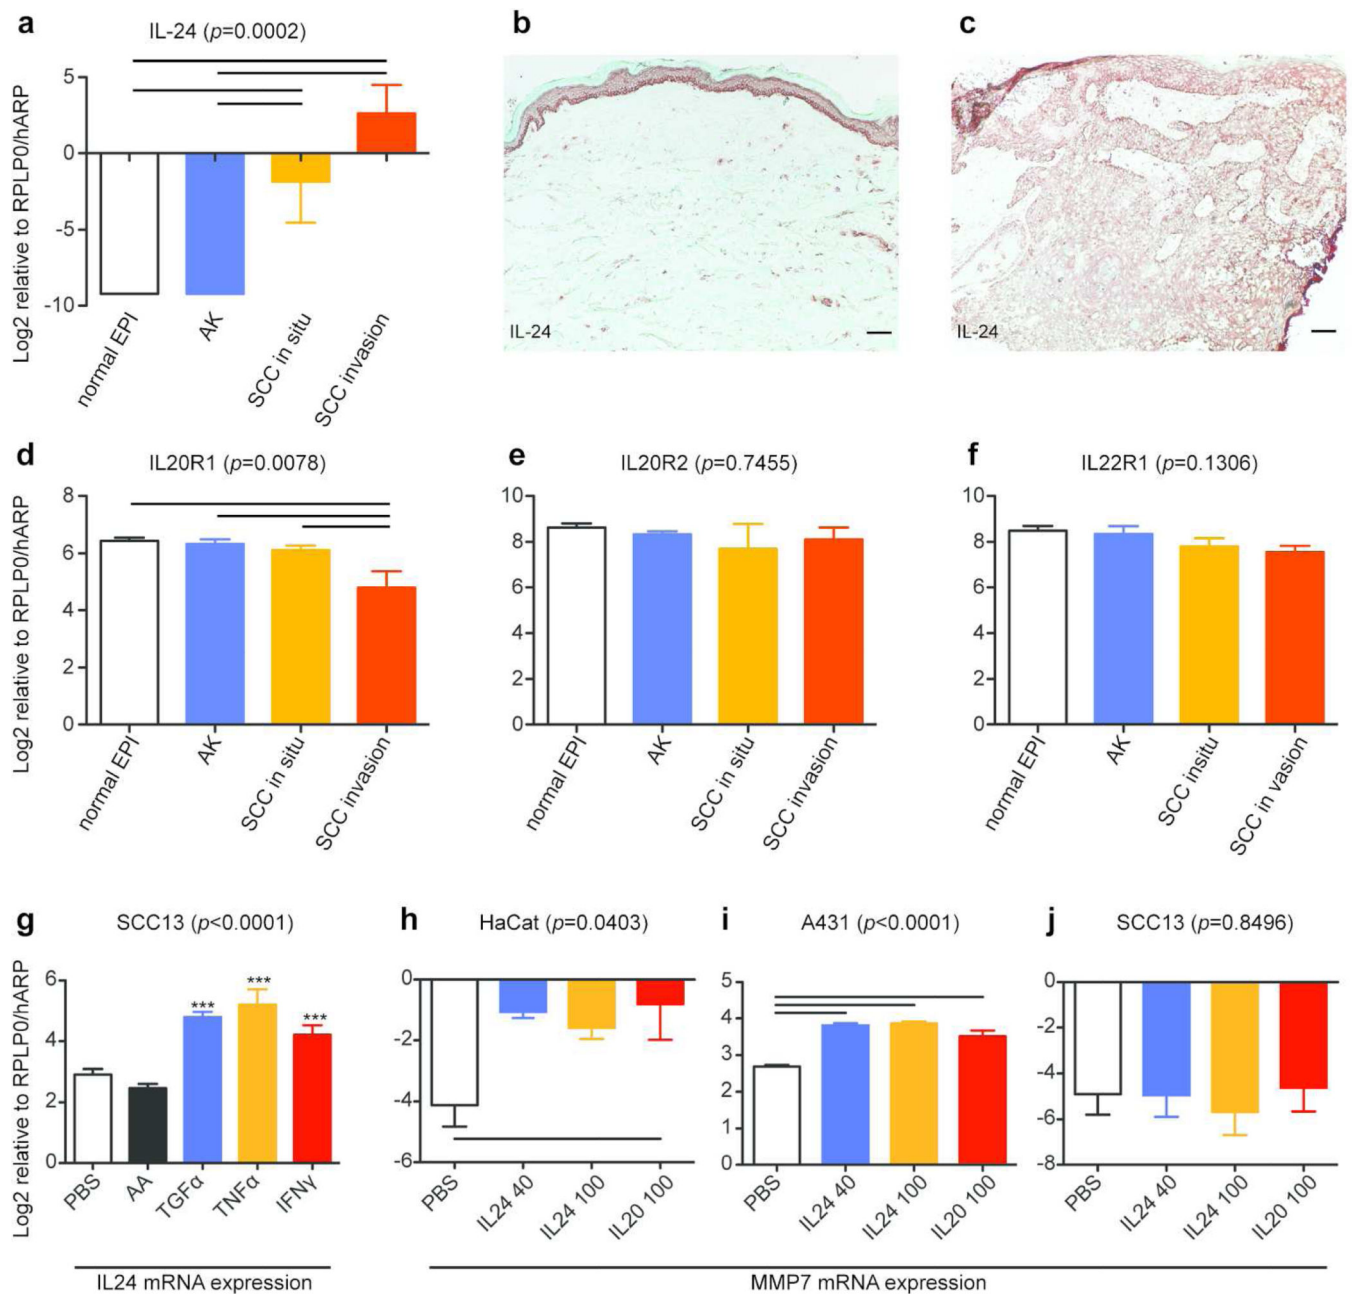 a
IL-24 (p=0.0002)
Log2 relative to RPLP0/hARP
5
0
-5
-10
normal EPI
AK
SCC in situ
SCC invasion
b
IL-24
c
IL-24
d
IL20R1 (p=0.0078)
Log2 relative to RPLP0/hARP
8
6
4
2
0
normal EPI
AK
SCC in situ
SCC invasion
e
IL20R2 (p=0.7455)
10
8
6
4
2
0
normal EPI
AK
SCC in situ
SCC invasion
f
IL22R1 (p=0.1306)
10
8
6
4
2
0
normal EPI
AK
SCC insitu
SCC in vasion
g
SCC13 (p<0.0001)
Log2 relative to RPLP0/hARP
6
4
2
0
***
***
***
PBS
AA
TGFα
TNFα
IFNγ
IL24 mRNA expression
h
HaCat (p=0.0403)
0
-2
-4
-6
PBS
IL24 40
IL24 100
IL20 100
i
A431 (p<0.0001)
5
4
3
2
1
0
PBS
IL24 40
IL24 100
IL20 100
j
SCC13 (p=0.8496)
0
-2
-4
-6
-8
PBS
IL24 40
IL24 100
IL20 100
MMP7 mRNA expression